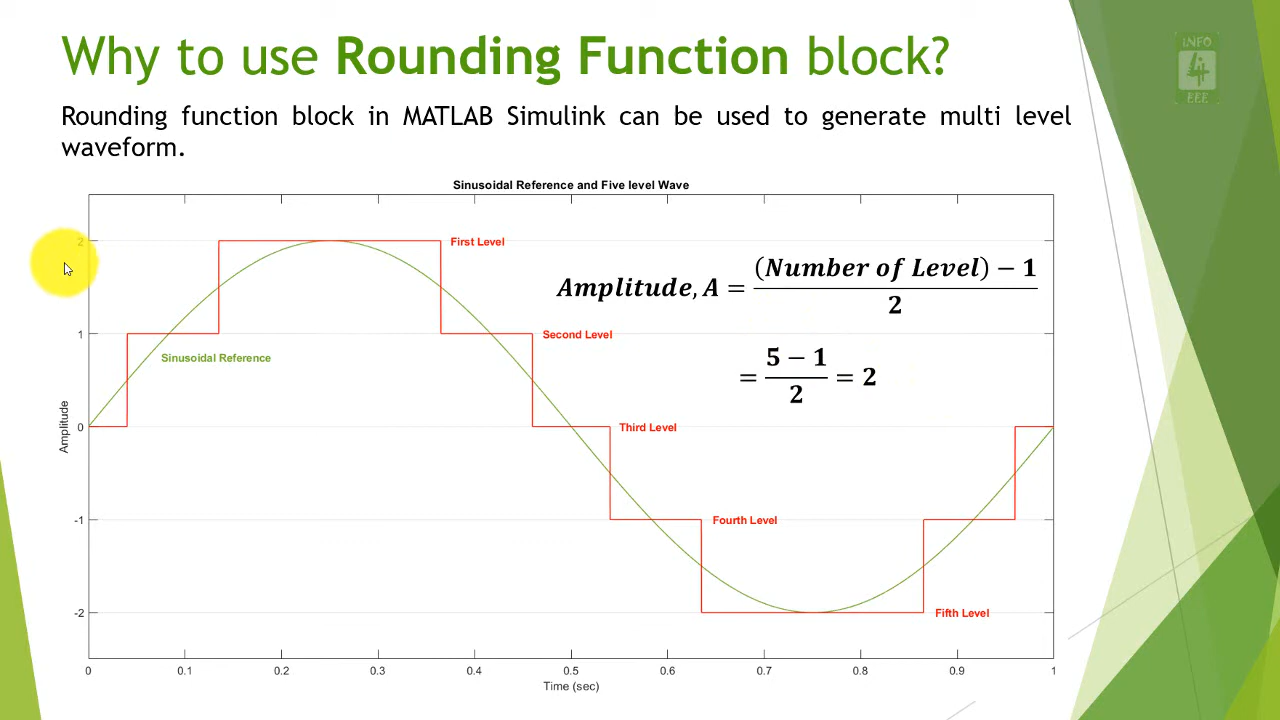 Why to use Rounding Function block?
INFO
4
EEE
Rounding function block in MATLAB Simulink can be used to generate multi level
waveform.
Sinusoidal Reference and Five level Wave
2
First Level
Amplitude, A = (Number of Level) − 1
2
1
Second Level
Sinusoidal Reference
= 5 − 1
2
= 2
Amplitude
0
Third Level
-1
Fourth Level
-2
Fifth Level
0 0.1 0.2 0.3 0.4 0.5 0.6 0.7 0.8 0.9 1
Time (sec)